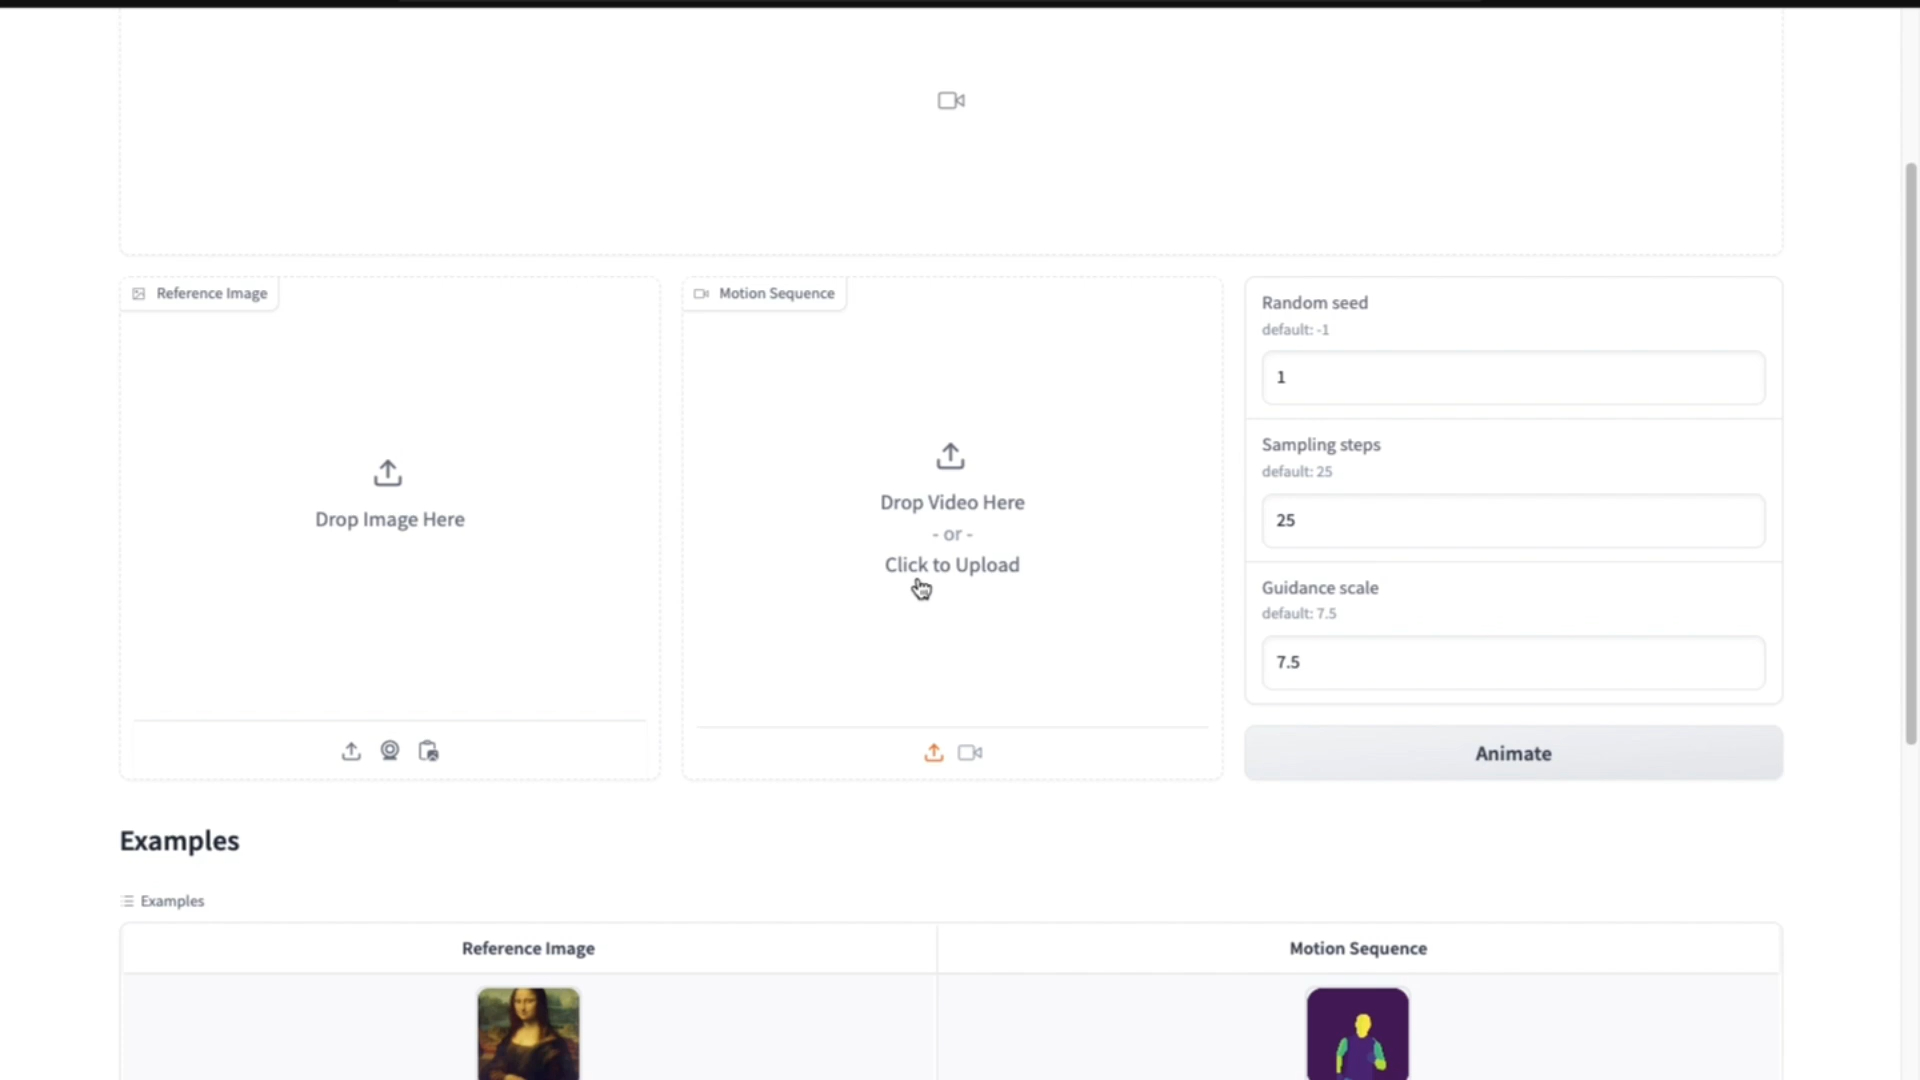 Reference Image
Drop Image Here
Motion Sequence
Drop Video Here
- or -
Click to Upload
Random seed
default: -1
1
Sampling steps
default: 25
25
Guidance scale
default: 7.5
7.5
Animate
Examples
Examples
Reference Image
Motion Sequence